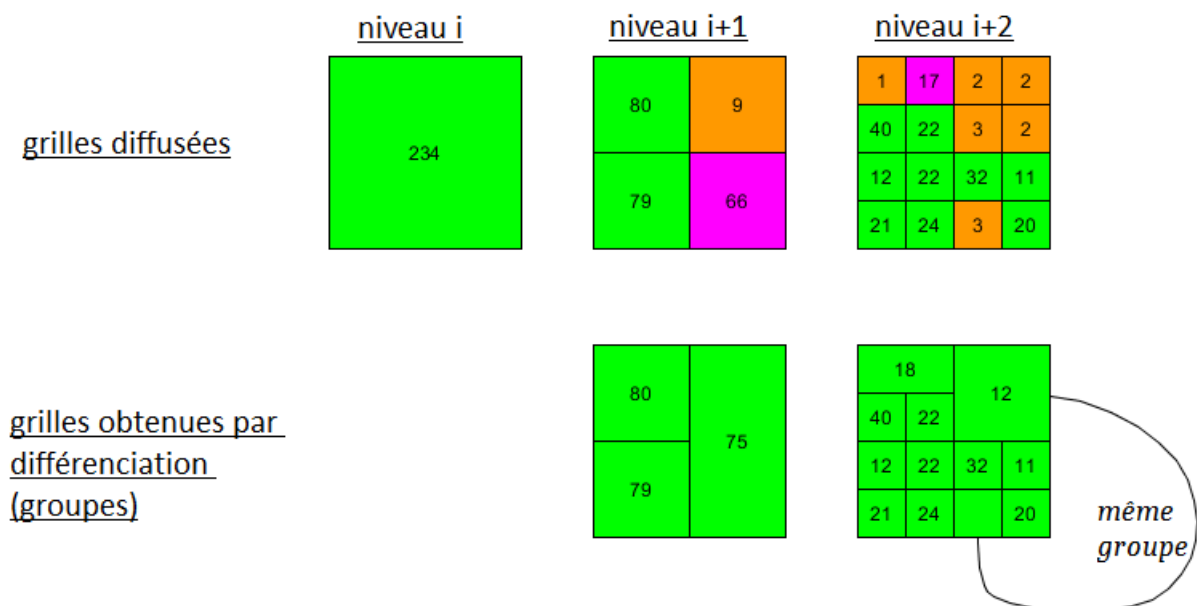 niveau i niveau i+1 niveau i+2
grilles diffusées
234
80 9
79 66
1 17 2 2
40 22 3 2
12 22 32 11
21 24 3 20
grilles obtenues par
différenciation
(groupes)
80
75
79
18
12
40 22
12 22 32 11
21 24 20
même
groupe